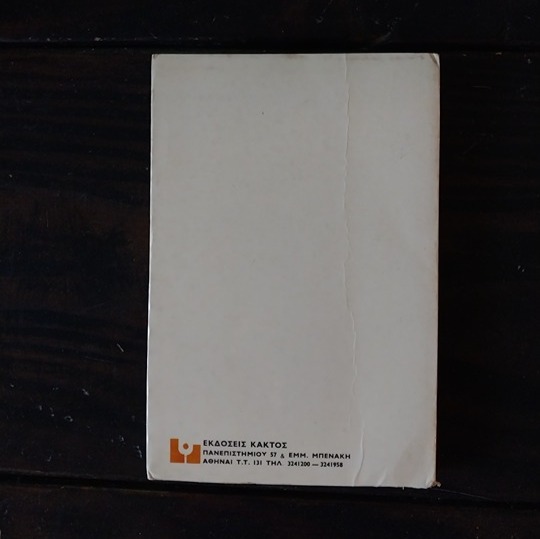 ΕΚΔΟΣΕΙΣ ΚΑΚΤΟΣ
ΠΑΝΕΠΙΣΤΗΜΙΟΥ 57 & ΕΜΜ. ΜΠΕΝΑΚΗ
ΑΘΗΝΑΙ Τ.Τ. 131 ΤΗΛ 3241200 — 3241958